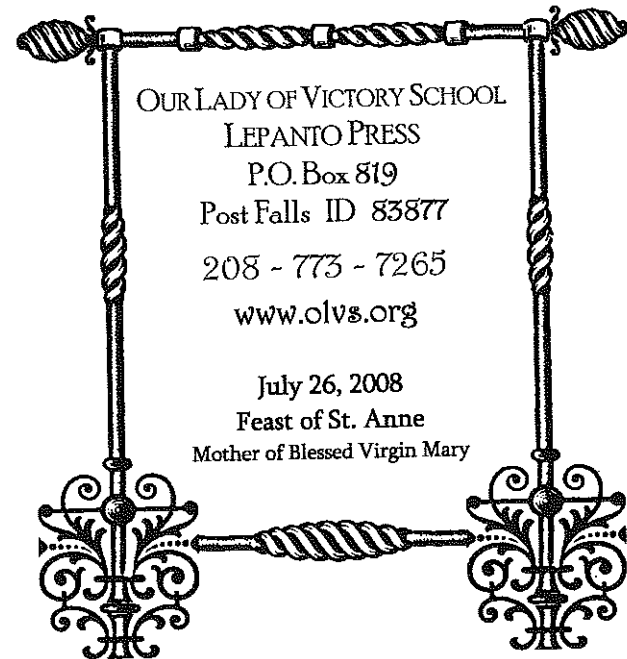 OUR LADY OF VICTORY SCHOOL
LEPANTO PRESS
P.O. Box 819
Post Falls ID 83877
208 - 773 - 7265
www.olvs.org
July 26, 2008
Feast of St. Anne
Mother of Blessed Virgin Mary